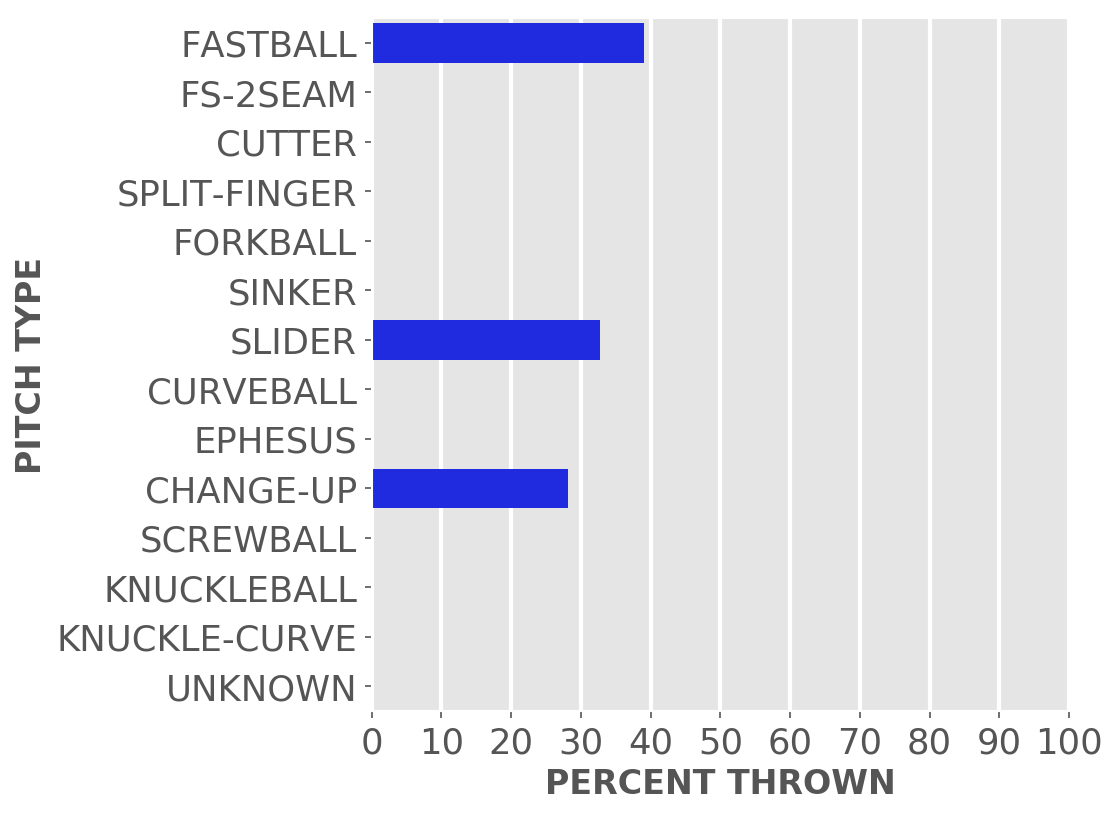 FASTBALL
FS-2SEAM
CUTTER
SPLIT-FINGER
FORKBALL
SINKER
SLIDER
CURVEBALL
EPHESUS
CHANGE-UP
SCREWBALL
KNUCKLEBALL
KNUCKLE-CURVE
UNKNOWN
PITCH TYPE
0 10 20 30 40 50 60 70 80 90 100
PERCENT THROWN